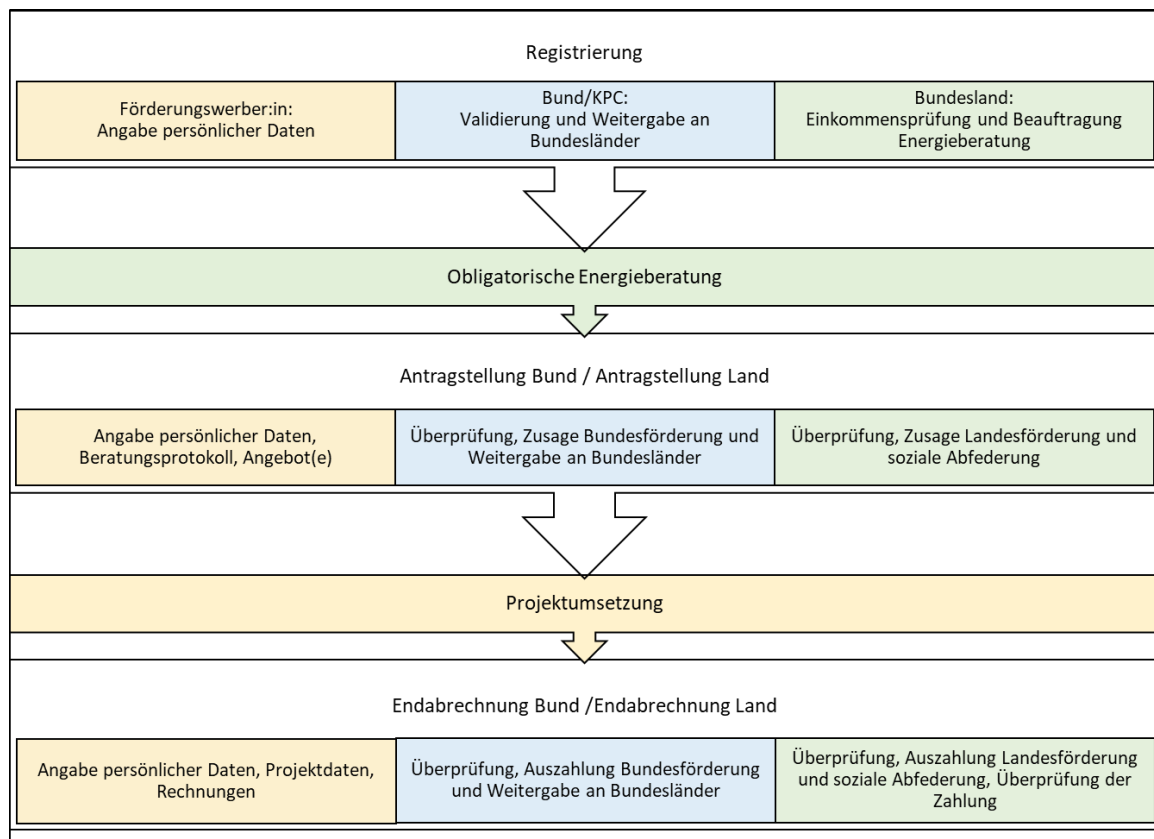 Registrierung
Förderungswerber:in:
Angabe persönlicher Daten
Bund/KPC:
Validierung und Weitergabe an
Bundesländer
Bundesland:
Einkommensprüfung und Beauftragung
Energieberatung
Obligatorische Energieberatung
Antragstellung Bund / Antragstellung Land
Angabe persönlicher Daten,
Beratungsprotokoll, Angebot(e)
Überprüfung, Zusage Bundesförderung und
Weitergabe an Bundesländer
Überprüfung, Zusage Landesförderung und
soziale Abfederung
Projektumsetzung
Endabrechnung Bund /Endabrechnung Land
Angabe persönlicher Daten, Projektdaten,
Rechnungen
Überprüfung, Auszahlung Bundesförderung
und Weitergabe an Bundesländer
Überprüfung, Auszahlung Landesförderung
und soziale Abfederung, Überprüfung der
Zahlung